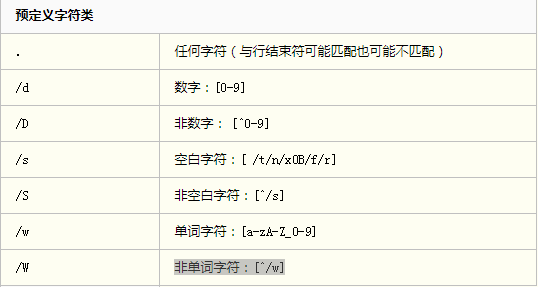 预定义字符类
. 任何字符（与行结束符可能匹配也可能不匹配）
/d 数字：[0-9]
/D 非数字： [^0-9]
/s 空白字符：[ /t/n/x0B/f/r]
/S 非空白字符：[^/s]
/w 单词字符：[a-zA-Z_0-9]
/W 非单词字符：[^/w]